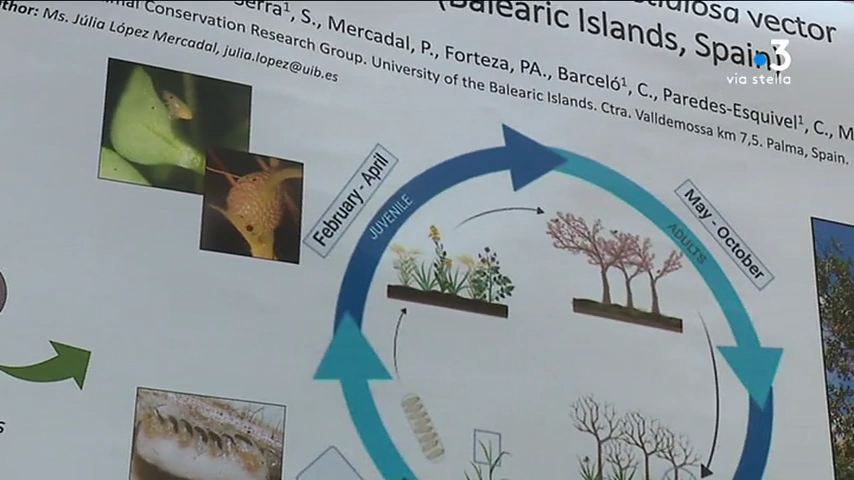 vector
(Balearic Islands, Spain)
3
via stella
Serra¹, S., Mercadal, P., Forteza, PA., Barceló¹, C., Paredes-Esquivel¹, C., M
Conservation Research Group. University of the Balearic Islands. Ctra. Valldemossa km 7,5. Palma, Spain.
Ms. Júlia López Mercadal, julia.lopez@uib.es
February - April
JUVENILE
May - October
ADULTS